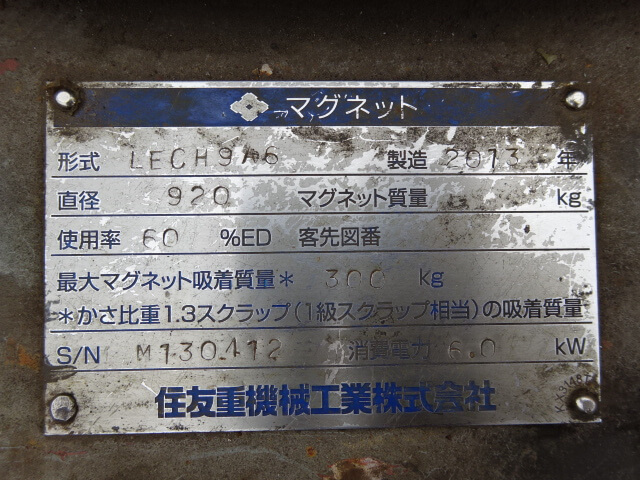 マグネット
形式 LECH9A6 製造 2013 年
直径 920 マグネット質量 kg
使用率 60 %ED 客先図番
最大マグネット吸着質量* 300 Kg
*かさ比重1.3スクラップ(1級スクラップ相当)の吸着質量
S/N M130412 消費電力 6.0 kW
住友重機械工業株式会社